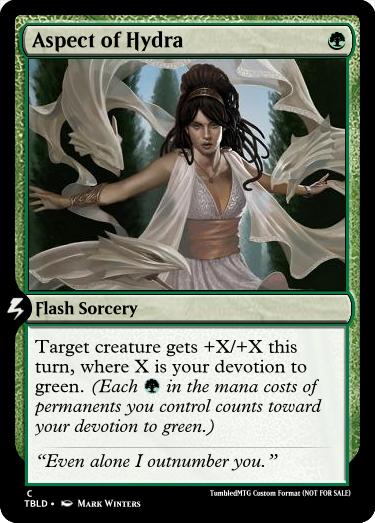 Aspect of Hydra
Flash Sorcery
Target creature gets +X/+X this
turn, where X is your devotion to
green. (Each in the mana costs of
permanents you control counts toward
your devotion to green.)
“Even alone I outnumber you.”
C
TBLD • Mark Winters
TumbledMTG Custom Format (NOT FOR SALE)